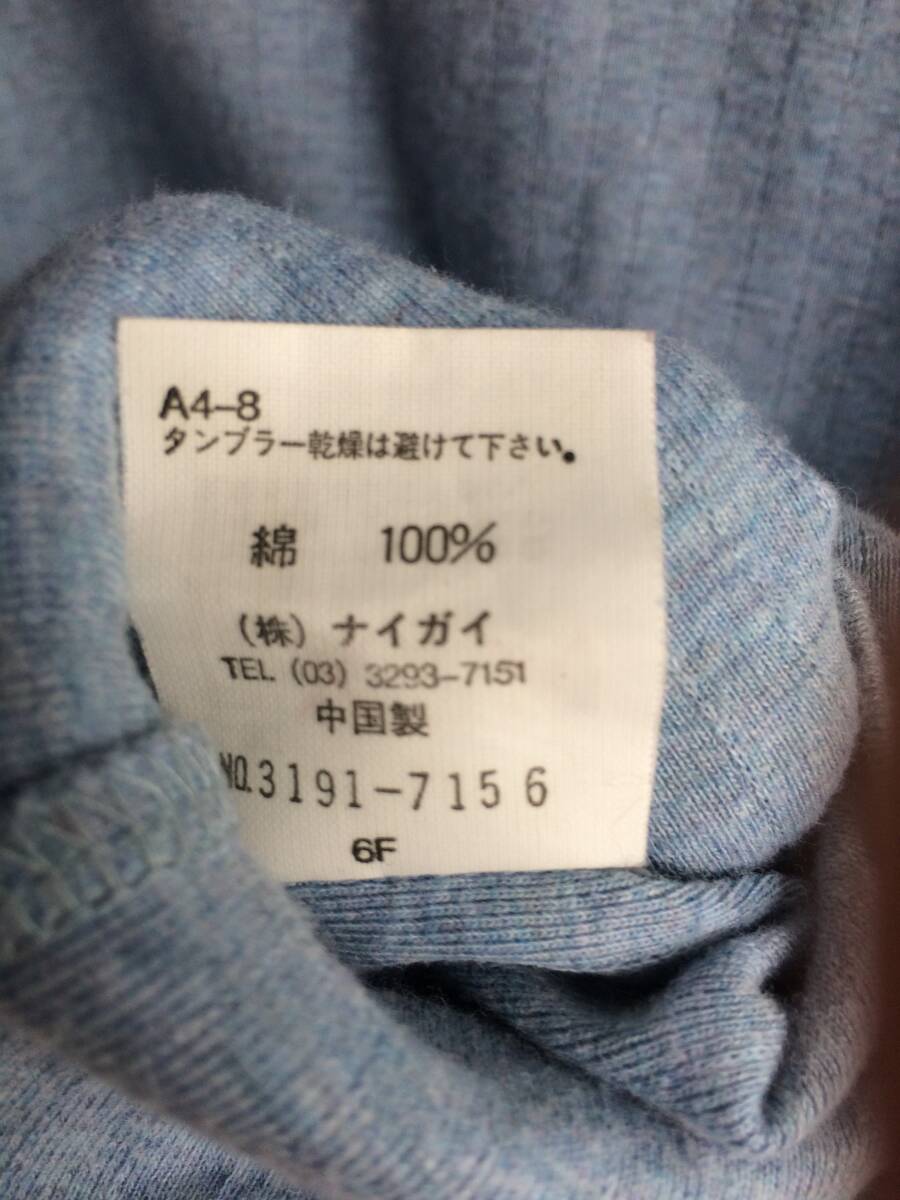 A4-8
タンブラー乾燥は避けて下さい。
綿 100%
(株) ナイガイ
TEL (03) 3293-7151
中国製
NO.3191-7156
6F